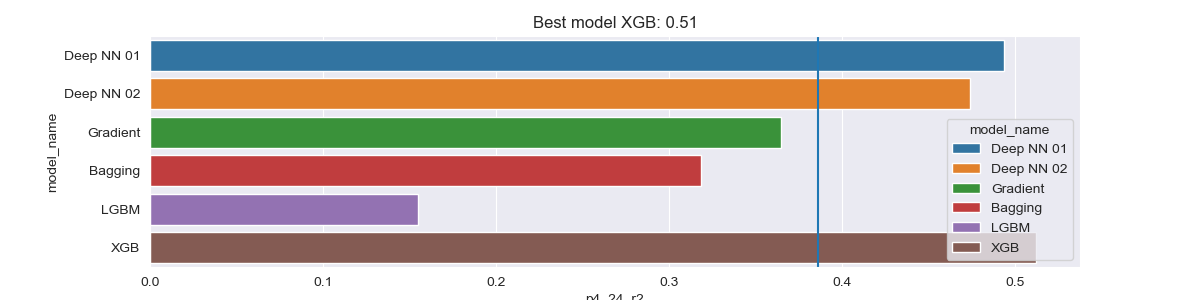 Best model XGB: 0.51
model_name
Deep NN 01
Deep NN 02
Gradient
Bagging
LGBM
XGB
model_name
Deep NN 01
Deep NN 02
Gradient
Bagging
LGBM
XGB
0.0 0.1 0.2 0.3 0.4 0.5
p4_24_r2